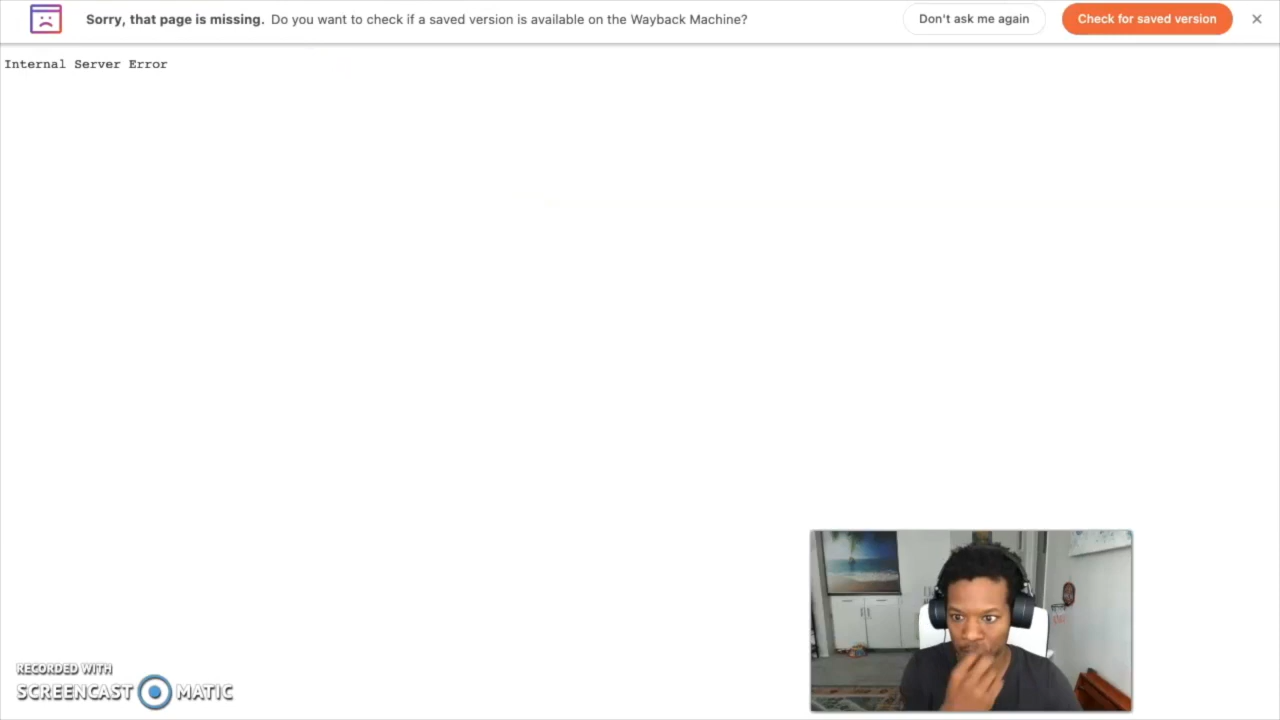 Sorry, that page is missing. Do you want to check if a saved version is available on the Wayback Machine?
Don't ask me again
Check for saved version
Internal Server Error
RECORDED WITH
SCREENCAST MATIC